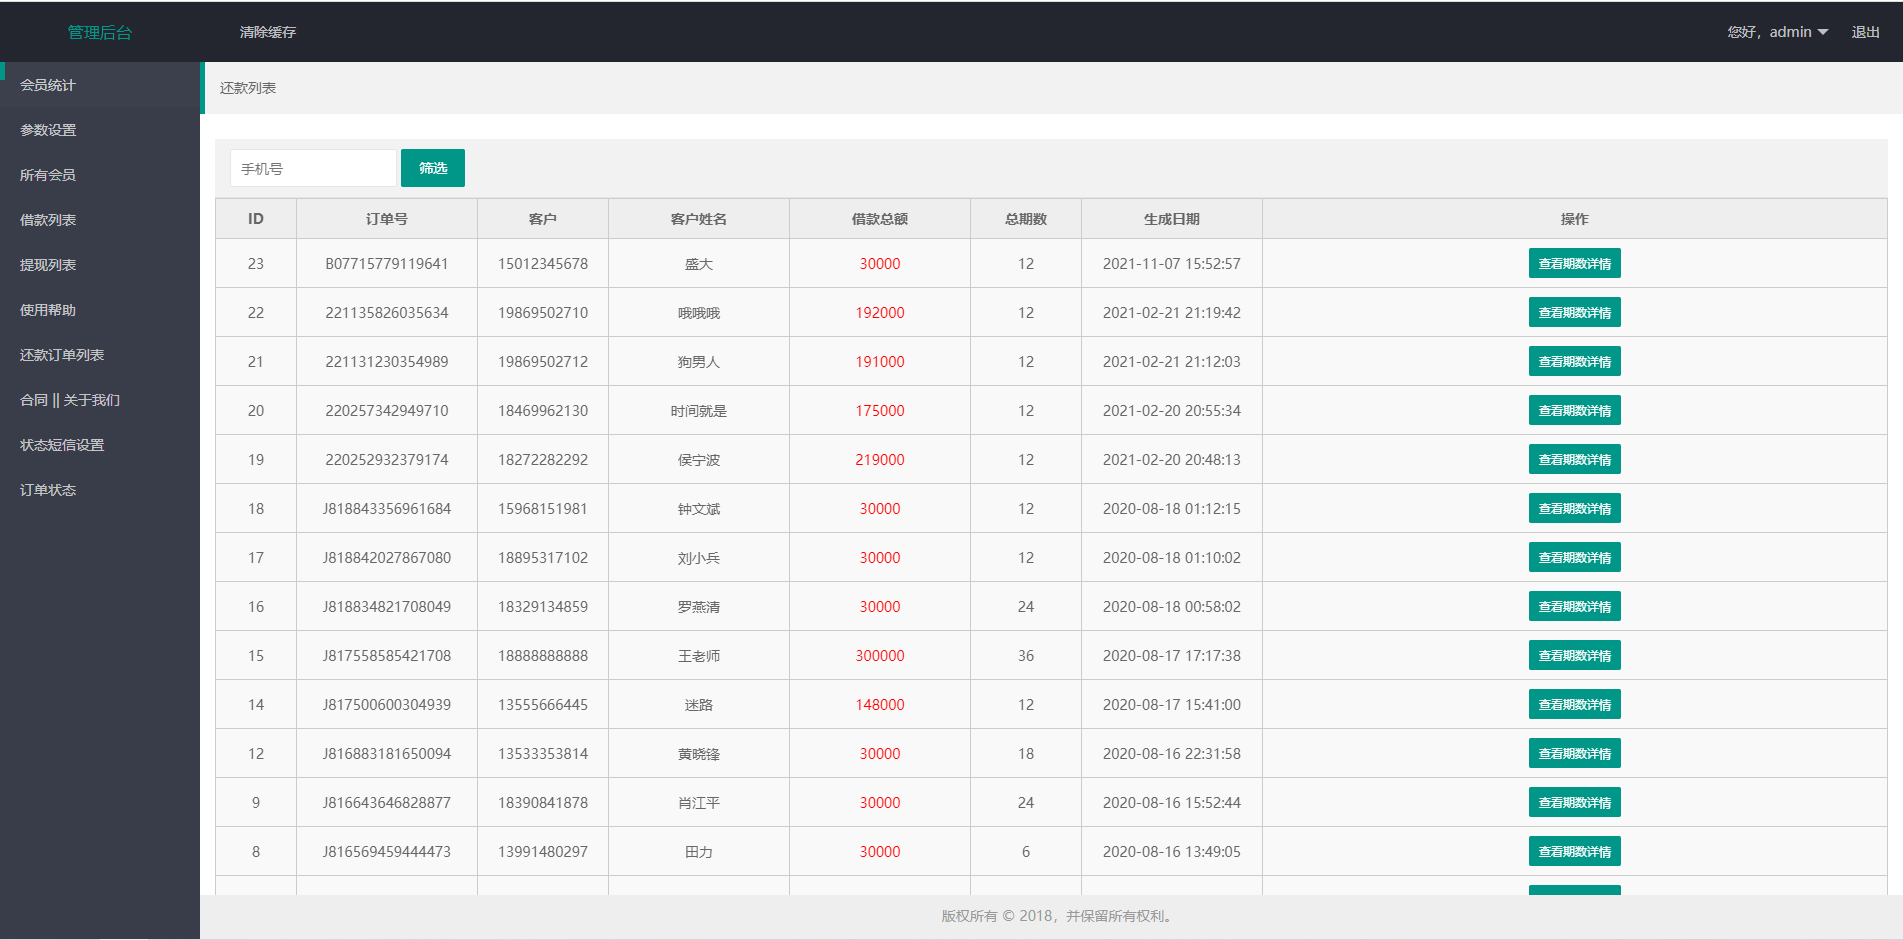 管理后台 清除缓存 您好，admin 退出
会员统计
参数设置
所有会员
借款列表
提现列表
使用帮助
还款订单列表
合同 || 关于我们
状态短信设置
订单状态
还款列表
手机号 筛选
ID 订单号 客户 客户姓名 借款总额 总期数 生成日期 操作
23 B07715779119641 15012345678 盛大 30000 12 2021-11-07 15:52:57 查看期数详情
22 221135826035634 19869502710 哦哦哦 192000 12 2021-02-21 21:19:42 查看期数详情
21 221131230354989 19869502712 狗男人 191000 12 2021-02-21 21:12:03 查看期数详情
20 220257342949710 18469962130 时间就是 175000 12 2021-02-20 20:55:34 查看期数详情
19 220252932379174 18272282292 侯宁波 219000 12 2021-02-20 20:48:13 查看期数详情
18 J818843356961684 15968151981 钟文斌 30000 12 2020-08-18 01:12:15 查看期数详情
17 J818842027867080 18895317102 刘小兵 30000 12 2020-08-18 01:10:02 查看期数详情
16 J818834821708049 18329134859 罗燕清 30000 24 2020-08-18 00:58:02 查看期数详情
15 J817558585421708 18888888888 王老师 300000 36 2020-08-17 17:17:38 查看期数详情
14 J817500600304939 13555666445 迷路 148000 12 2020-08-17 15:41:00 查看期数详情
12 J816883181650094 13533353814 黄晓锋 30000 18 2020-08-16 22:31:58 查看期数详情
9 J816643646828877 18390841878 肖江平 30000 24 2020-08-16 15:52:44 查看期数详情
8 J816569459444473 13991480297 田力 30000 6 2020-08-16 13:49:05 查看期数详情
版权所有 © 2018，并保留所有权利。